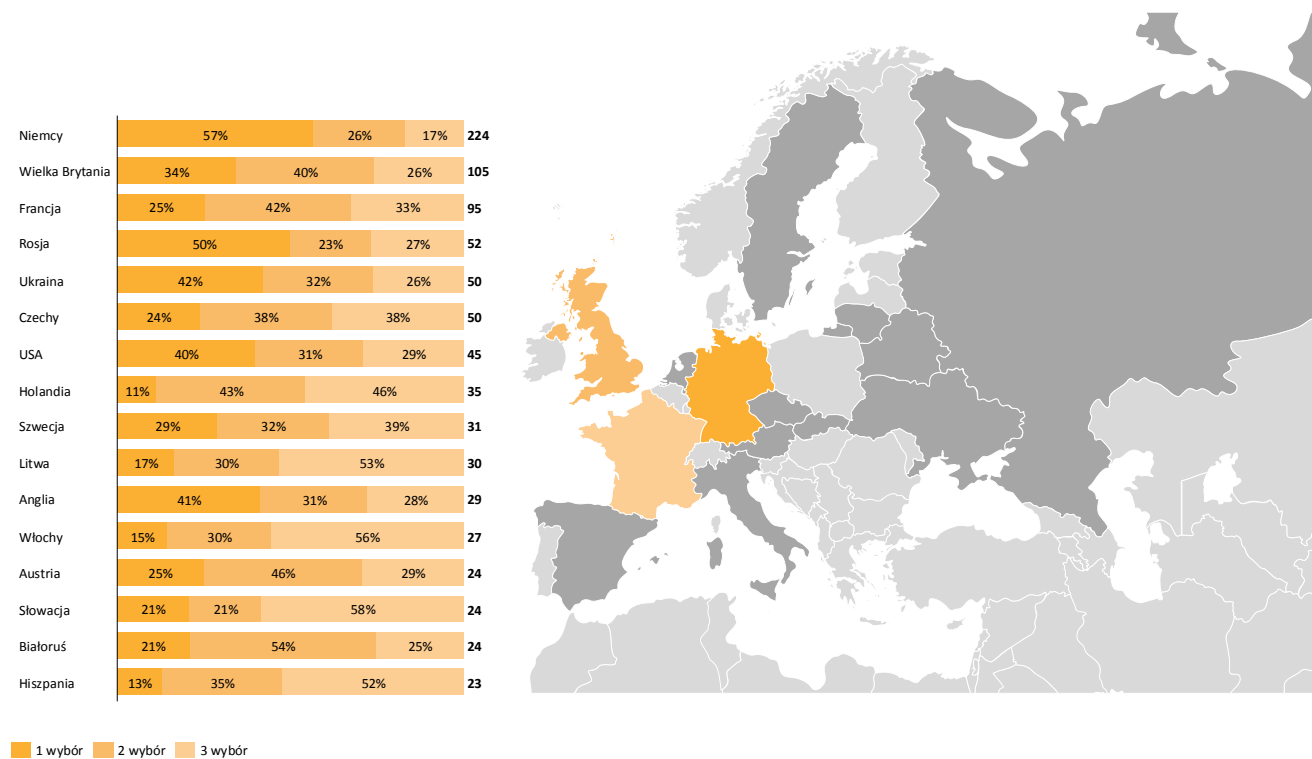 Niemcy 57% 26% 17% 224
Wielka Brytania 34% 40% 26% 105
Francja 25% 42% 33% 95
Rosja 50% 23% 27% 52
Ukraina 42% 32% 26% 50
Czechy 24% 38% 38% 50
USA 40% 31% 29% 45
Holandia 11% 43% 46% 35
Szwecja 29% 32% 39% 31
Litwa 17% 30% 53% 30
Anglia 41% 31% 28% 29
Włochy 15% 30% 56% 27
Austria 25% 46% 29% 24
Słowacja 21% 21% 58% 24
Białoruś 21% 54% 25% 24
Hiszpania 13% 35% 52% 23
1 wybór 2 wybór 3 wybór